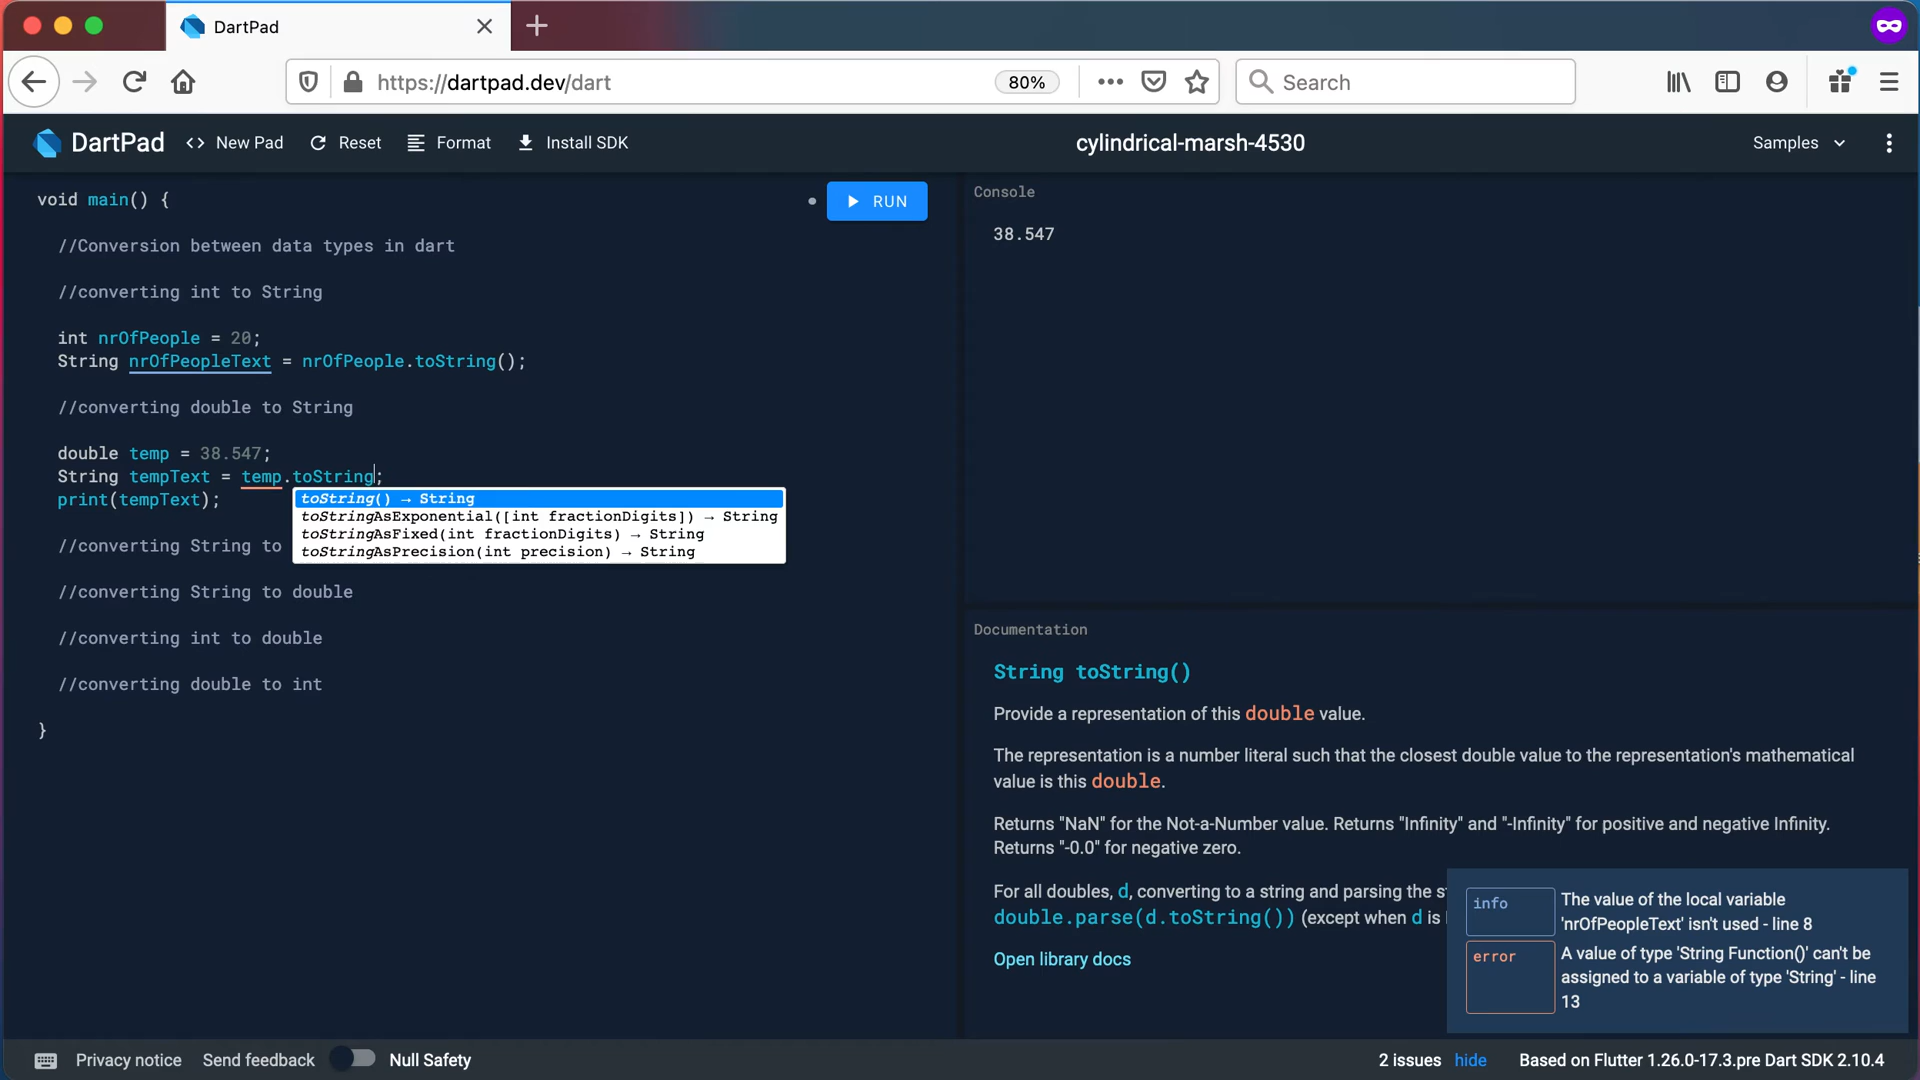 DartPad
https://dartpad.dev/dart
80%
Search
DartPad
<> New Pad
Reset
Format
Install SDK
cylindrical-marsh-4530
Samples
void main() {
//Conversion between data types in dart
//converting int to String
int nrOfPeople = 20;
String nrOfPeopleText = nrOfPeople.toString();
//converting double to String
double temp = 38.547;
String tempText = temp.toString;
print(tempText);
toString() → String
toStringAsExponential([int fractionDigits]) → String
toStringAsFixed(int fractionDigits) → String
toStringAsPrecision(int precision) → String
//converting String to
//converting String to double
//converting int to double
//converting double to int
}
RUN
Console
38.547
Documentation
String toString()
Provide a representation of this double value.
The representation is a number literal such that the closest double value to the representation's mathematical
value is this double.
Returns "NaN" for the Not-a-Number value. Returns "Infinity" and "-Infinity" for positive and negative Infinity.
Returns "-0.0" for negative zero.
For all doubles, d, converting to a string and parsing the
double.parse(d.toString()) (except when d is
Open library docs
info
The value of the local variable
'nrOfPeopleText' isn't used - line 8
error
A value of type 'String Function()' can't be
assigned to a variable of type 'String' - line
13
Privacy notice
Send feedback
Null Safety
2 issues
hide
Based on Flutter 1.26.0-17.3.pre Dart SDK 2.10.4